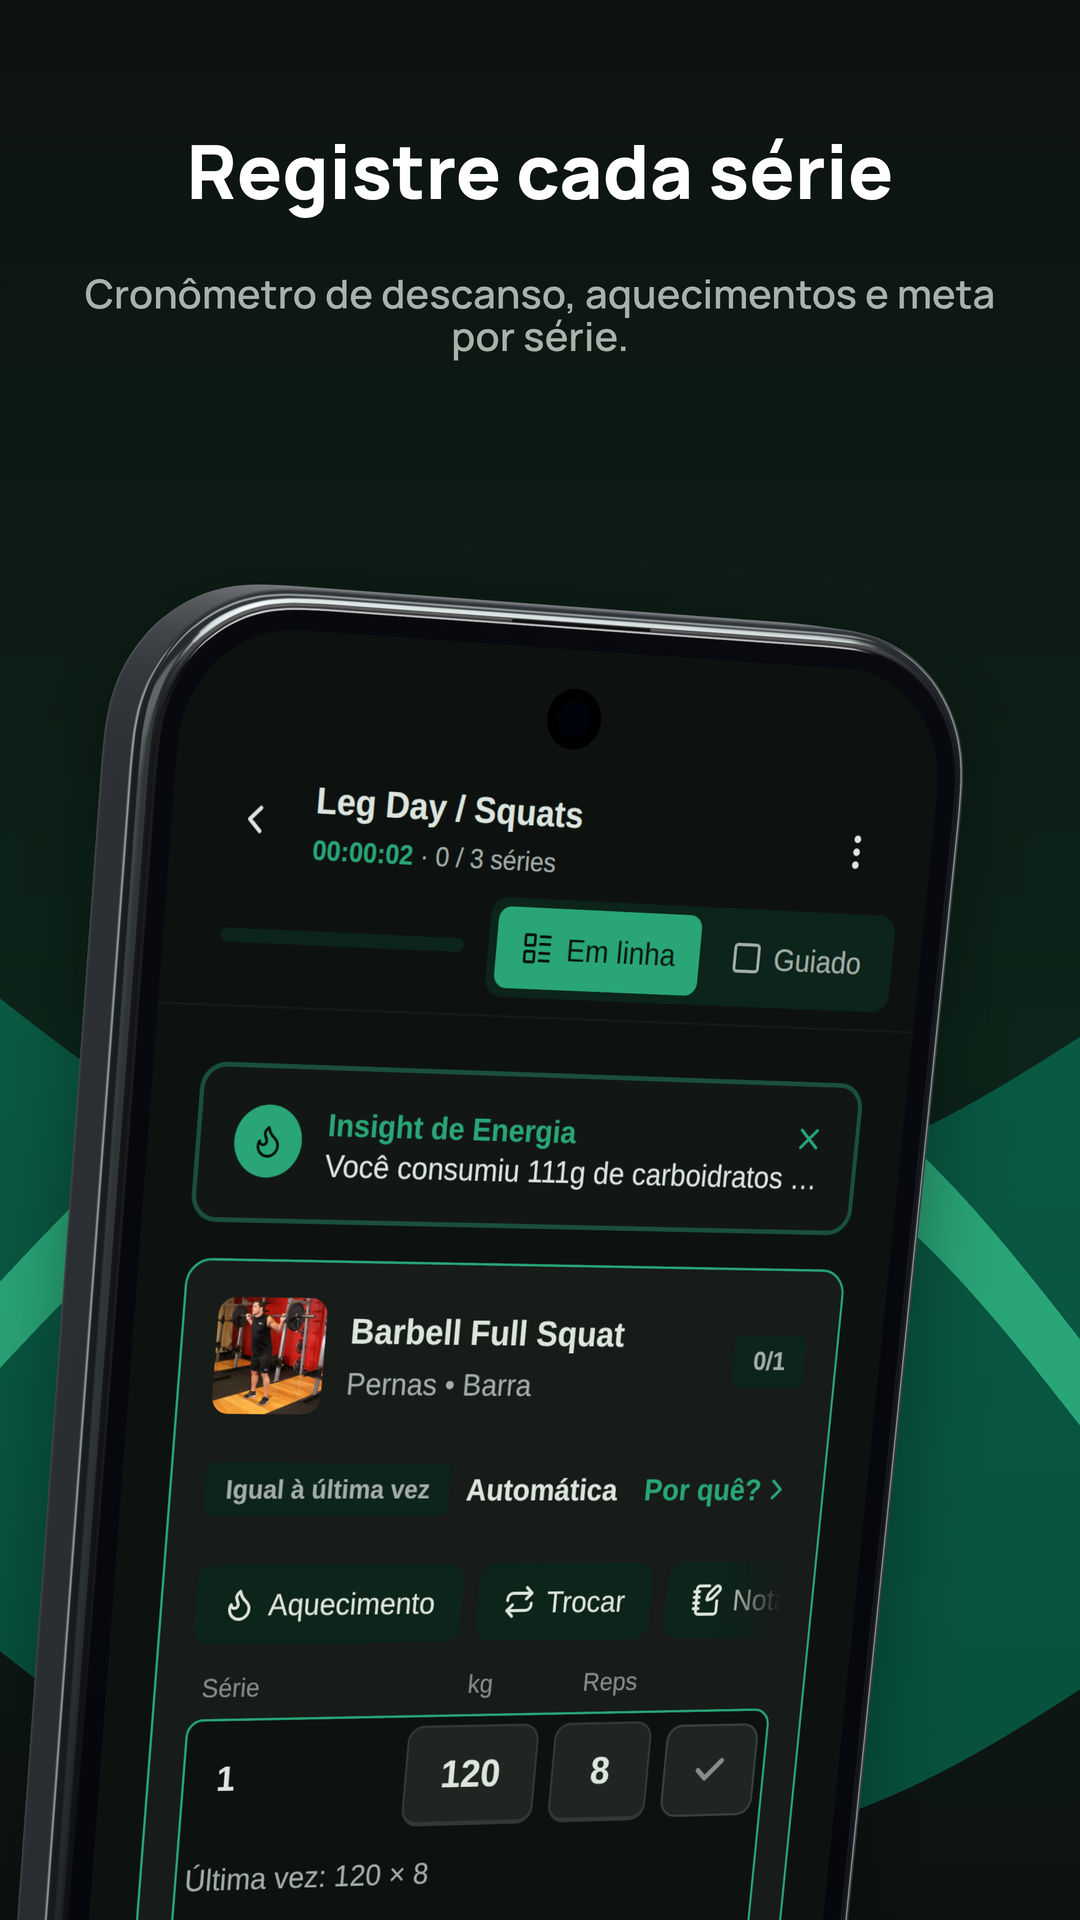 Registre cada série
Cronômetro de descanso, aquecimentos e meta
por série.
Leg Day / Squats
00:00:02 · 0 / 3 séries
Em linha
Guiado
Insight de Energia
Você consumiu 111g de carboidratos ...
Barbell Full Squat
0/1
Pernas • Barra
Igual à última vez
Automática
Por quê?
Aquecimento
Trocar
Série
kg
Reps
1
120
8
Última vez: 120 × 8